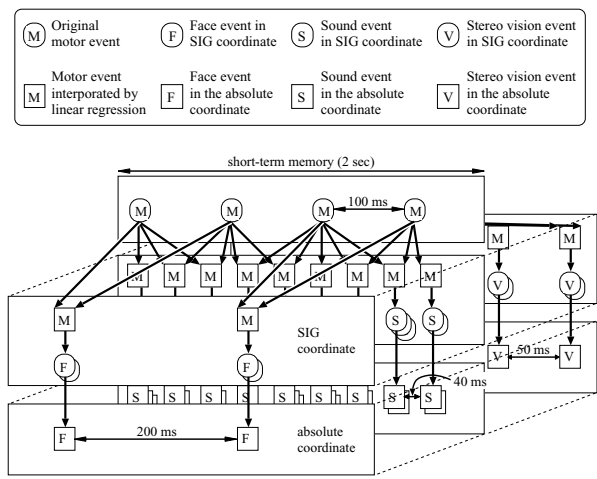 M Original motor event
F Face event in SIG coordinate
S Sound event in SIG coordinate
V Stereo vision event in SIG coordinate
M Motor event interporated by linear regression
F Face event in the absolute coordinate
S Sound event in the absolute coordinate
V Stereo vision event in the absolute coordinate
short-term memory (2 sec)
M M M 100 ms M
M M
M M M M M M M M M
V V
M M SIG coordinate S S
F F
V 50 ms V
40 ms
S S S S S S S S S
F 200 ms F absolute coordinate